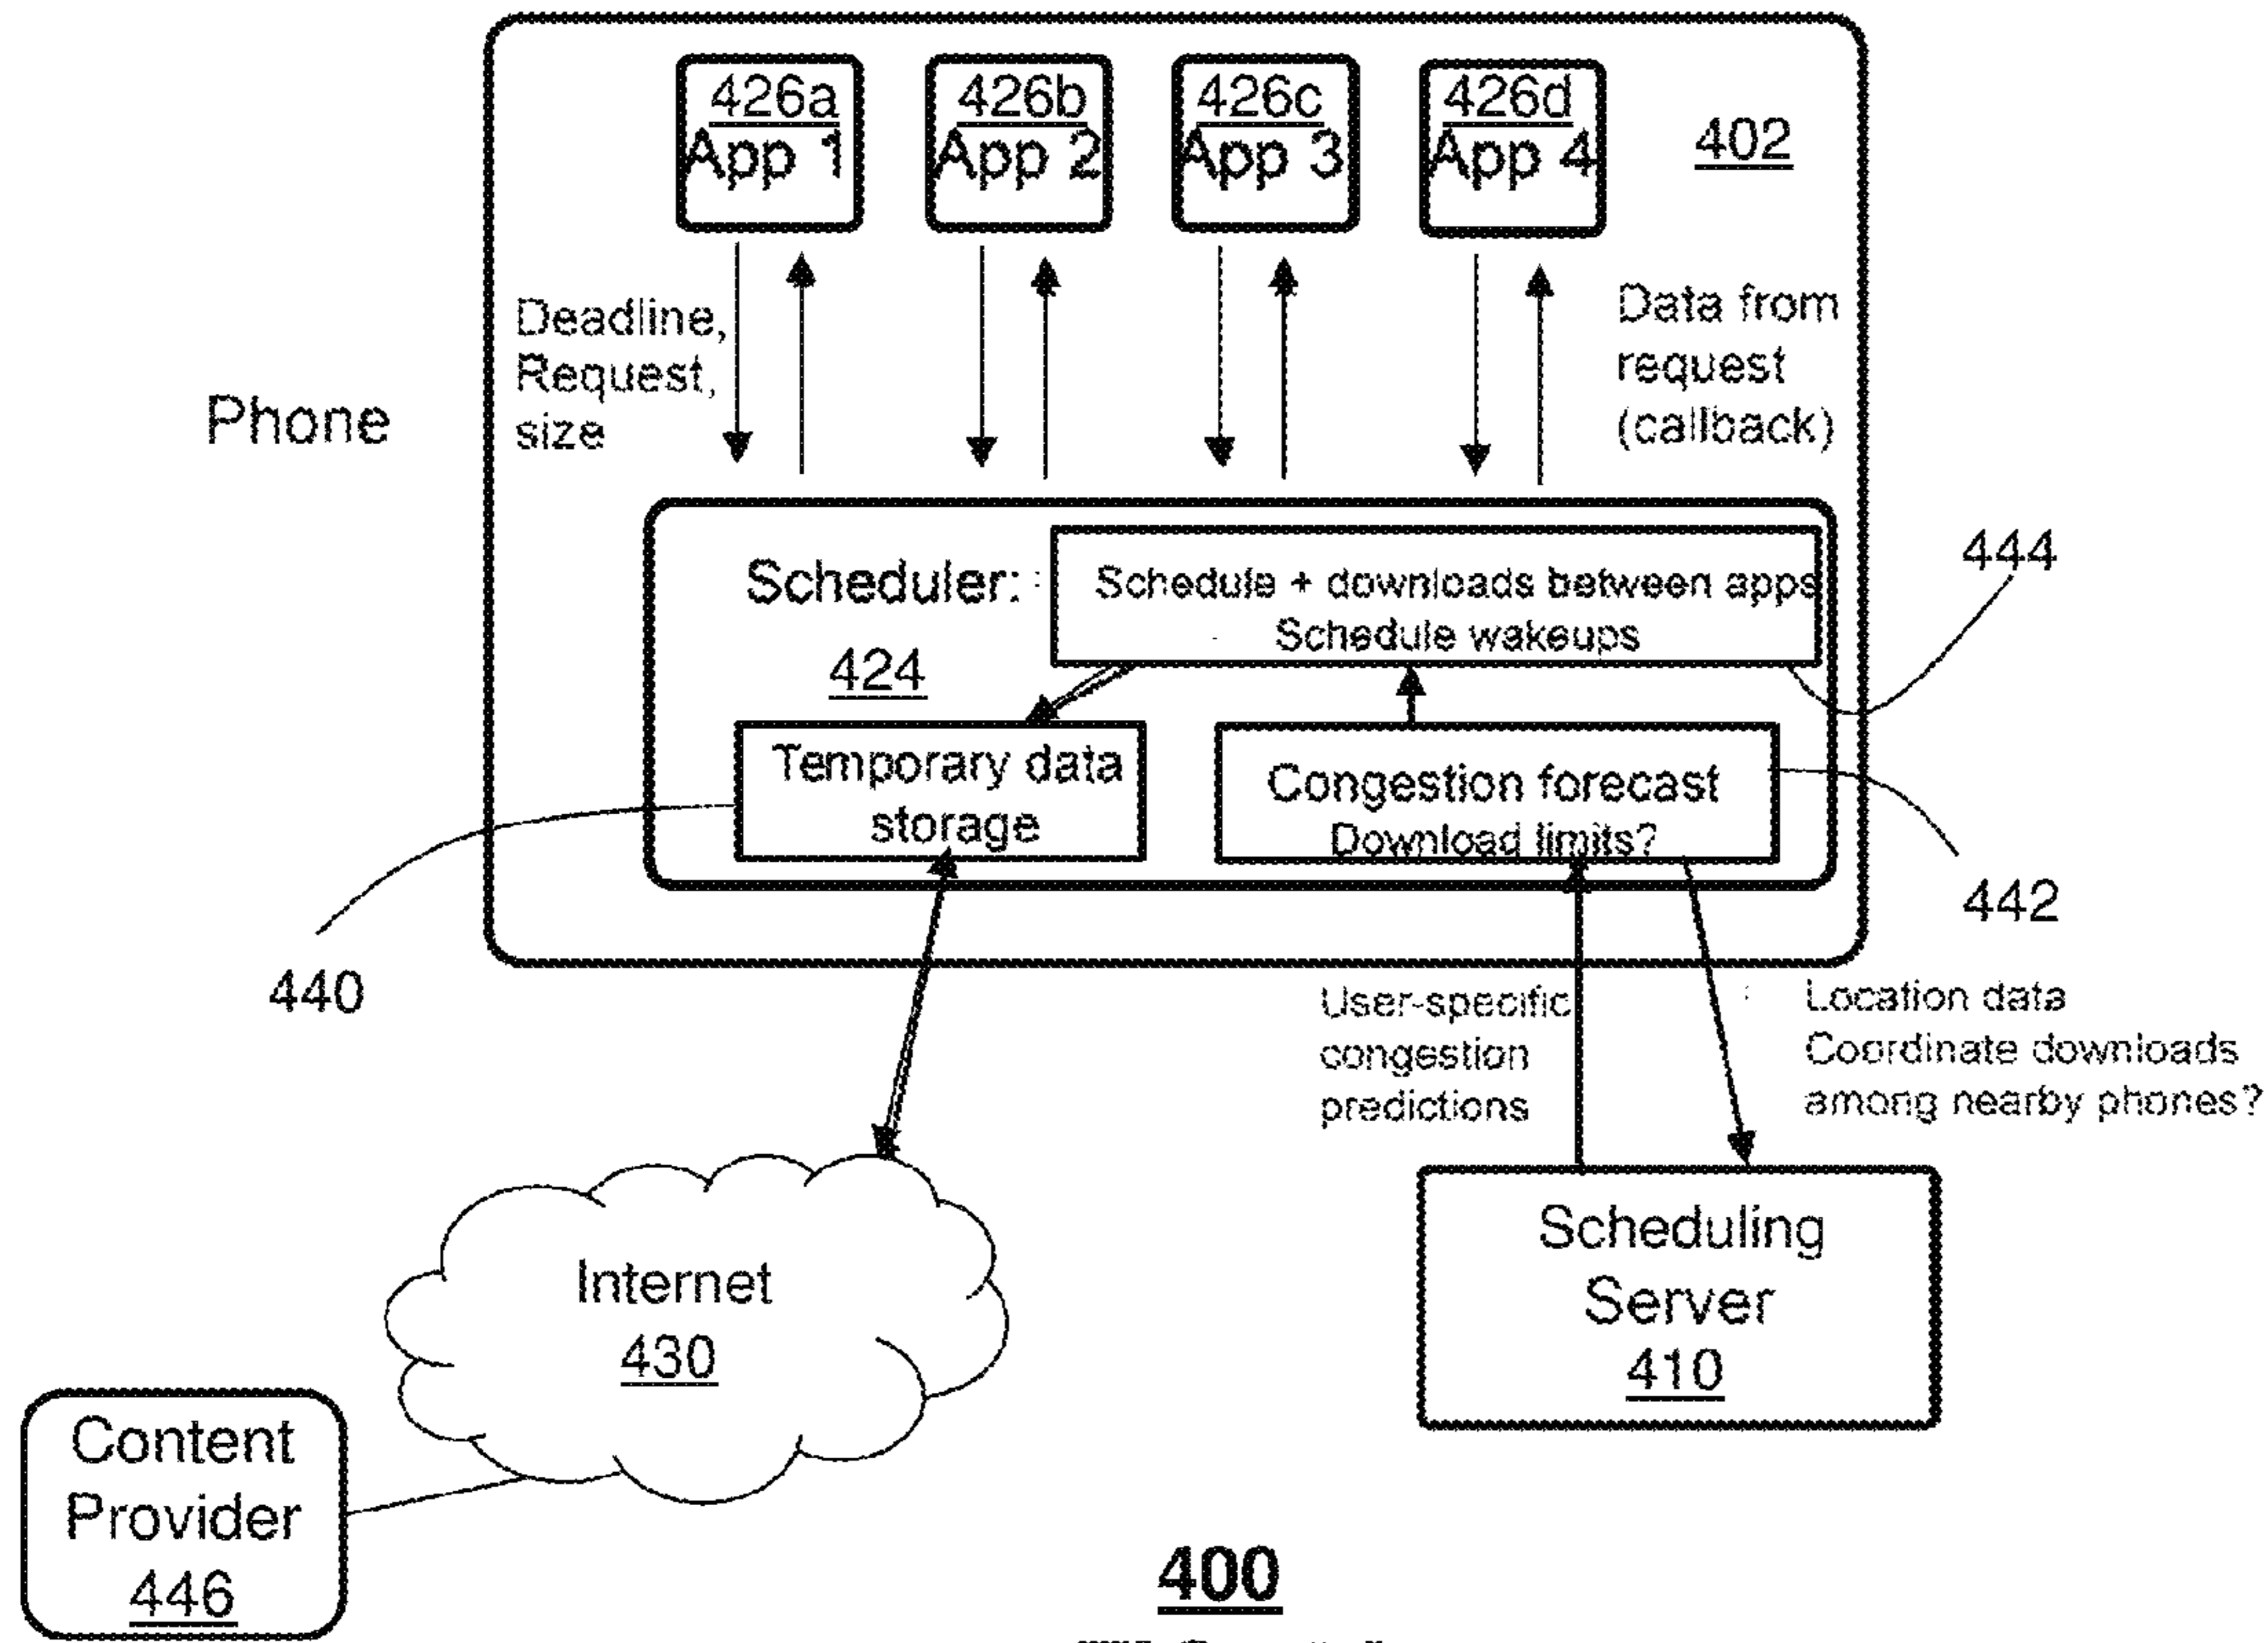 426a
App 1
426b
App 2
426c
App 3
426d
App 4
402
Deadline,
Request,
size
Data from
request
(callback)
Phone
Scheduler:
424
Schedule + downloads between apps
Schedule wakeups
444
Temporary data
storage
Congestion forecast
Download limits?
442
440
User-specific
congestion
predictions
Location data
Coordinate downloads
among nearby phones?
Internet
430
Scheduling
Server
410
Content
Provider
446
400